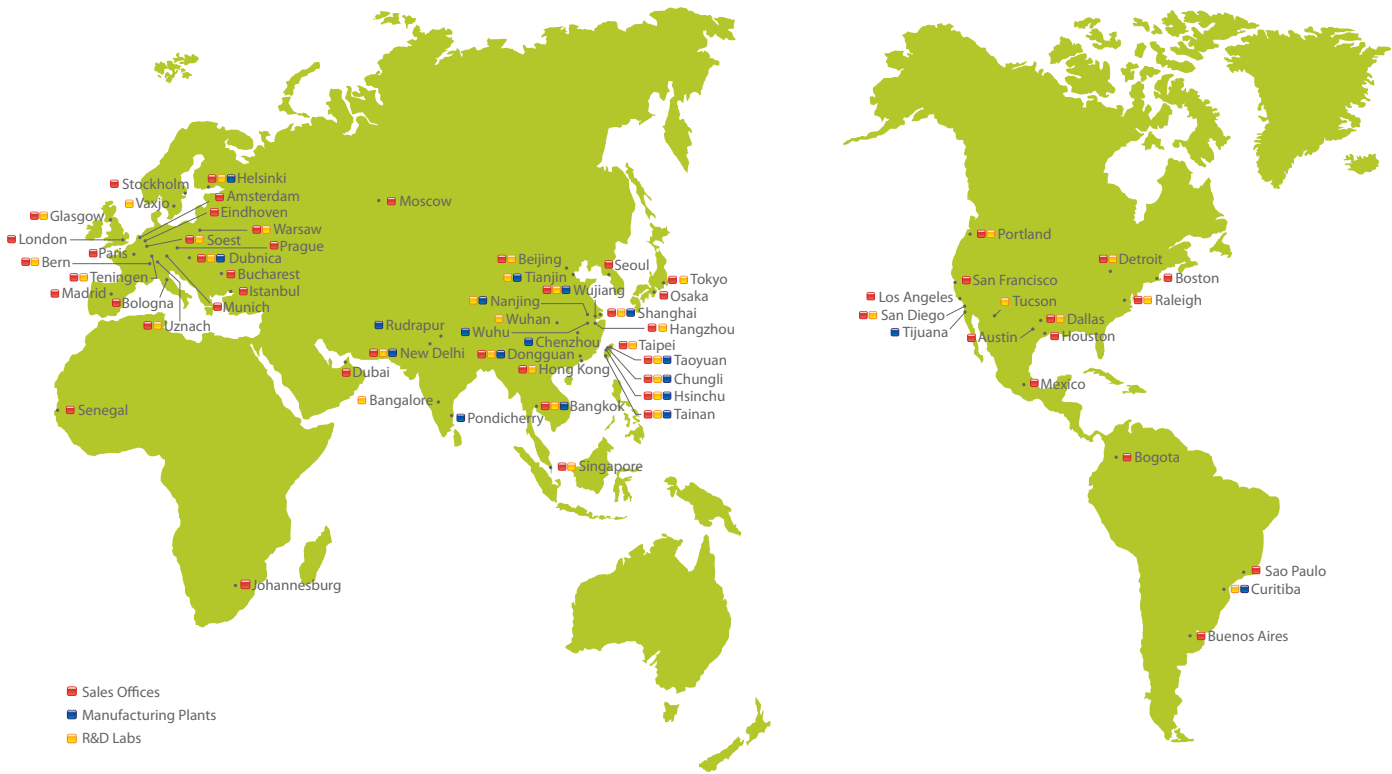 Stockholm
Helsinki
Vaxjo
Amsterdam
Eindhoven
Glasgow
Warsaw
London
Soest
Prague
Paris
Dubnica
Bern
Bucharest
Teningen
Istanbul
Madrid
Bologna
Munich
Uznach
Moscow
Beijing
Seoul
Tianjin
Tokyo
Wujiang
Osaka
Nanjing
Shanghai
Wuhan
Hangzhou
Rudrapur
Wuhu
Chenzhou
Taipei
New Delhi
Dongguan
Taoyuan
Hong Kong
Dubai
Chungli
Bangalore
Hsinchu
Bangkok
Tainan
Pondicherry
Senegal
Singapore
Johannesburg
Portland
Detroit
San Francisco
Boston
Los Angeles
Tucson
Raleigh
San Diego
Dallas
Tijuana
Austin
Houston
Mexico
Bogota
Sao Paulo
Curitiba
Buenos Aires
Sales Offices
Manufacturing Plants
R&D Labs